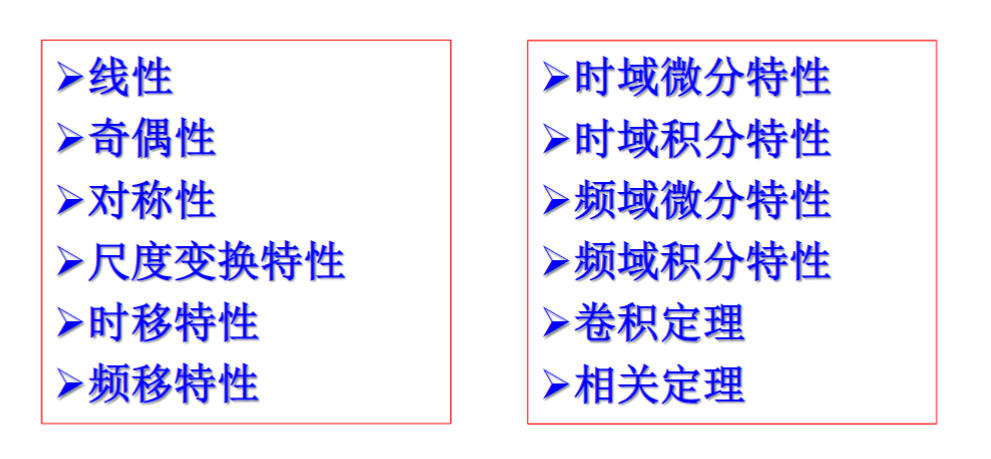 ➢线性
➢奇偶性
➢对称性
➢尺度变换特性
➢时移特性
➢频移特性
➢时域微分特性
➢时域积分特性
➢频域微分特性
➢频域积分特性
➢卷积定理
➢相关定理